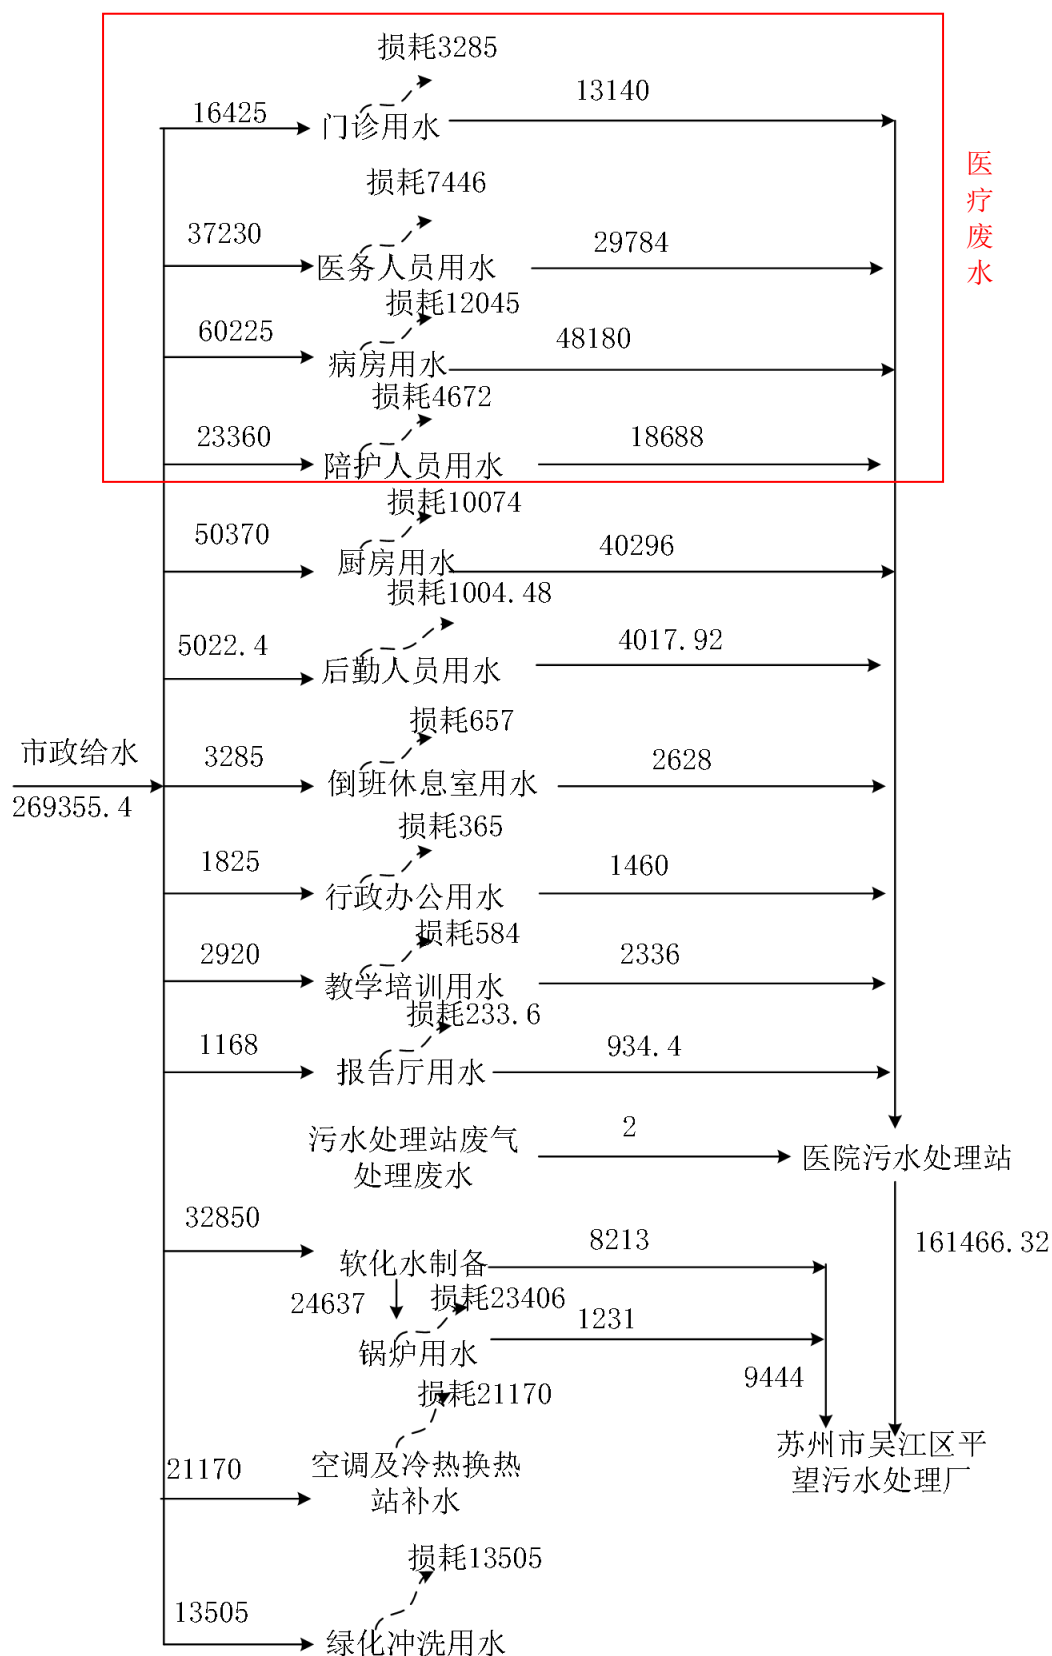 损耗3285
16425
门诊用水
13140
医疗废水
损耗7446
37230
医务人员用水
29784
损耗12045
60225
病房用水
48180
损耗4672
23360
陪护人员用水
18688
损耗10074
50370
厨房用水
40296
损耗1004.48
5022.4
后勤人员用水
4017.92
损耗657
市政给水
269355.4
3285
倒班休息室用水
2628
损耗365
1825
行政办公用水
1460
损耗584
2920
教学培训用水
2336
损耗233.6
1168
报告厅用水
934.4
污水处理站废气
处理废水
2
医院污水处理站
32850
软化水制备
8213
161466.32
24637
损耗23406
锅炉用水
1231
9444
损耗21170
21170
空调及冷热换热
站补水
苏州市吴江区平
望污水处理厂
损耗13505
13505
绿化冲洗用水